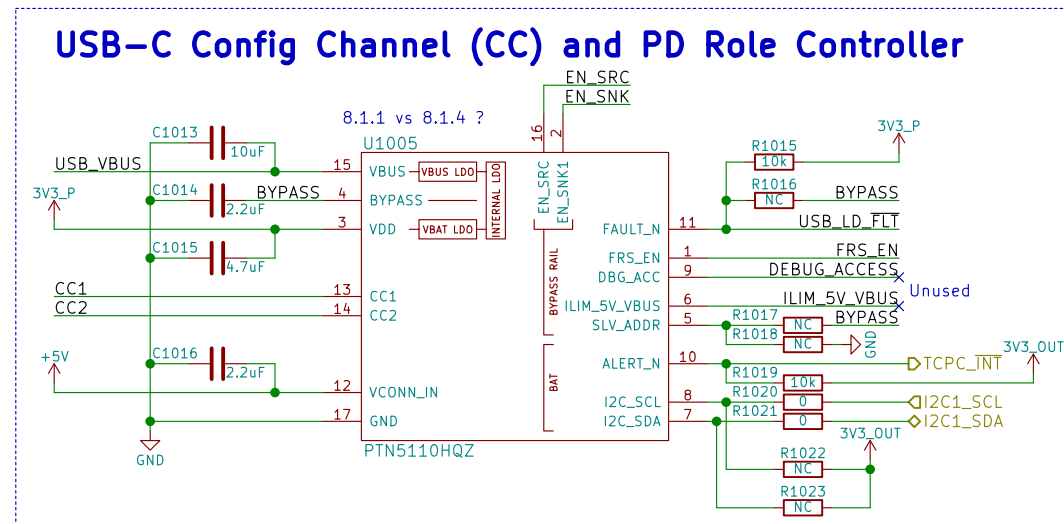 USB-C Config Channel (CC) and PD Role Controller
EN_SRC
EN_SNK
8.1.1 vs 8.1.4 ?
U1005
16
2
C1013
10uF
USB_VBUS
15
VBUS
VBUS LDO
INTERNAL LDO
EN_SRC
EN_SNK1
3V3_P
C1014
2.2uF
BYPASS
4
BYPASS
3
VDD
VBAT LDO
C1015
4.7uF
BYPASS RAIL
CC1
13
CC1
CC2
14
CC2
+5V
C1016
2.2uF
BAT
12
VCONN_IN
17
GND
GND
PTN5110HQZ
3V3_P
R1015
10k
R1016
NC
BYPASS
FAULT_N
11
USB_LD_FLT
FRS_EN
1
FRS_EN
DBG_ACC
9
DEBUG_ACCESS
Unused
ILIM_5V_VBUS
6
ILIM_5V_VBUS
SLV_ADDR
5
R1017
NC
BYPASS
R1018
NC
GND
ALERT_N
10
TCPC_INT
3V3_OUT
R1019
10k
I2C_SCL
8
R1020
0
I2C1_SCL
I2C_SDA
7
R1021
0
I2C1_SDA
3V3_OUT
R1022
NC
R1023
NC